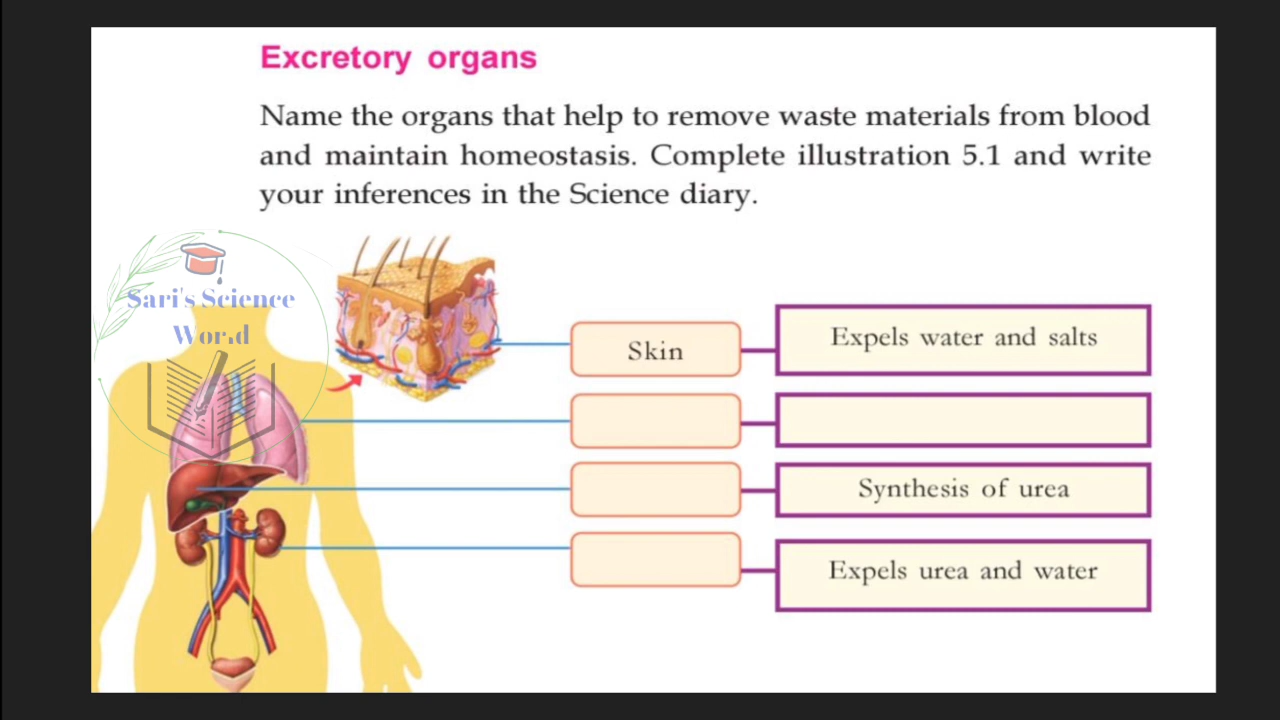 Excretory organs
Name the organs that help to remove waste materials from blood
and maintain homeostasis. Complete illustration 5.1 and write
your inferences in the Science diary.
Sari's Science
World
Skin
Expels water and salts
Synthesis of urea
Expels urea and water